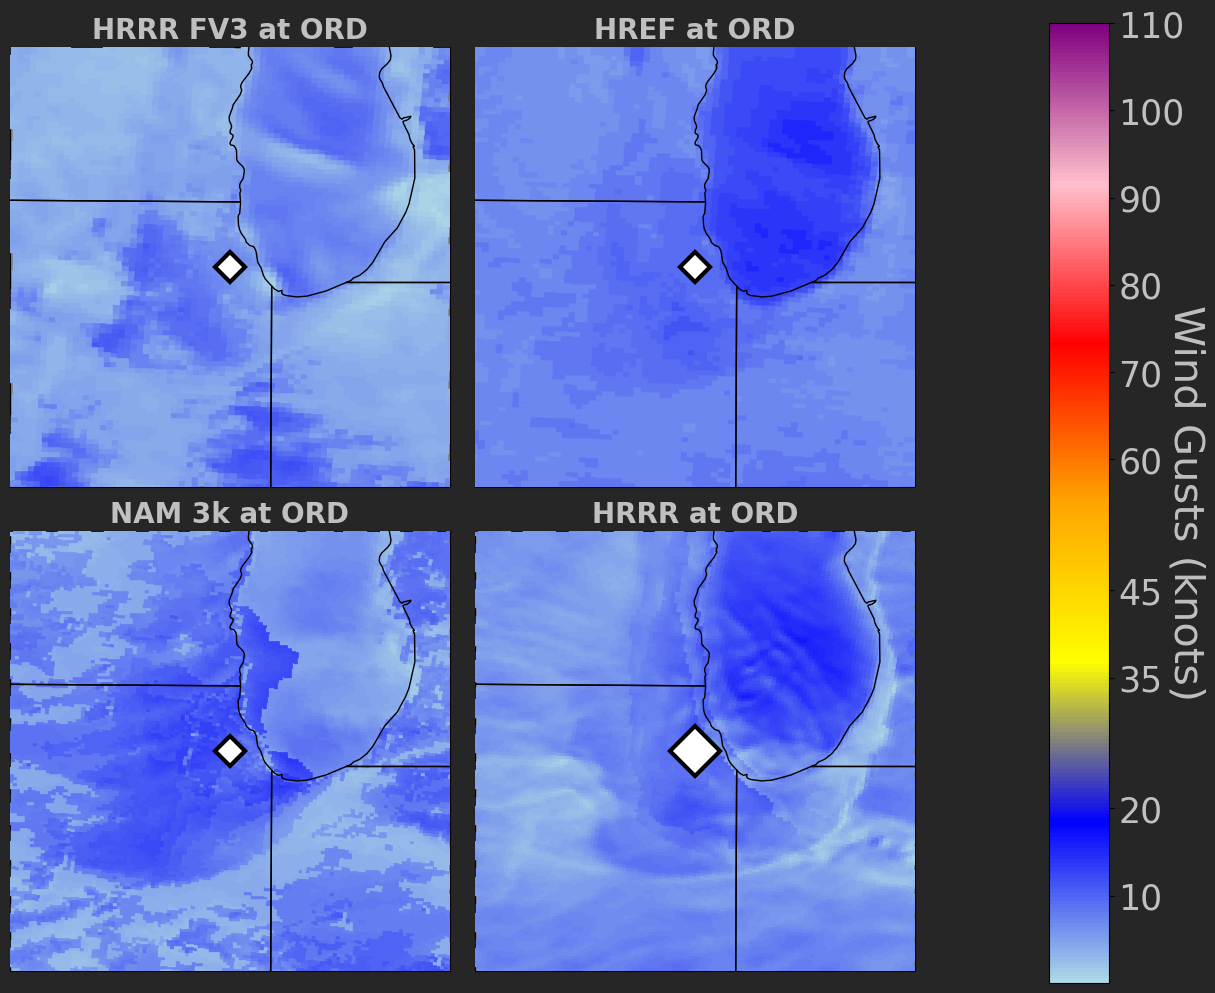 HRRR FV3 at ORD
HREF at ORD
NAM 3k at ORD
HRRR at ORD
110
100
90
80
70
60
45
35
20
10
Wind Gusts (knots)